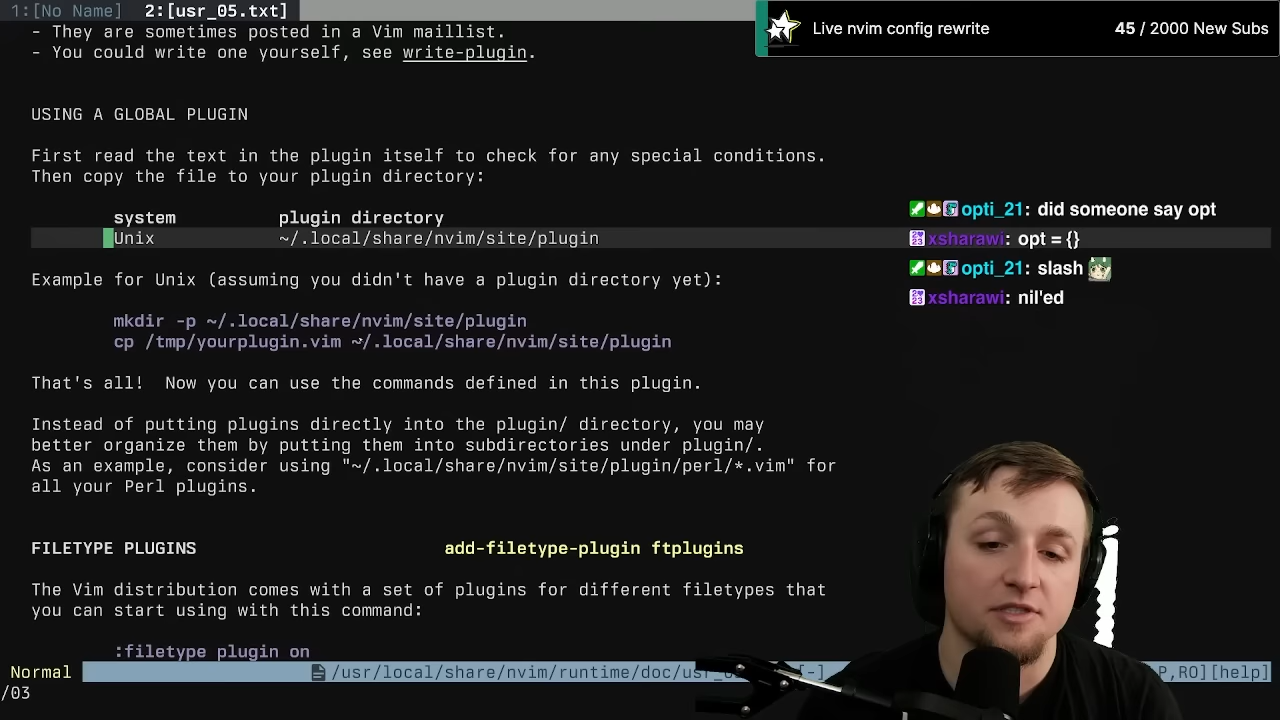 1:[No Name]  2:[usr_05.txt]
Live nvim config rewrite 45 / 2000 New Subs
- They are sometimes posted in a Vim maillist.
- You could write one yourself, see write-plugin.
USING A GLOBAL PLUGIN
First read the text in the plugin itself to check for any special conditions.
Then copy the file to your plugin directory:
system plugin directory
Unix ~/.local/share/nvim/site/plugin
Example for Unix (assuming you didn't have a plugin directory yet):
mkdir -p ~/.local/share/nvim/site/plugin
cp /tmp/yourplugin.vim ~/.local/share/nvim/site/plugin
That's all!  Now you can use the commands defined in this plugin.
Instead of putting plugins directly into the plugin/ directory, you may
better organize them by putting them into subdirectories under plugin/.
As an example, consider using "~/.local/share/nvim/site/plugin/perl/*.vim" for
all your Perl plugins.
FILETYPE PLUGINS add-filetype-plugin ftplugins
The Vim distribution comes with a set of plugins for different filetypes that
you can start using with this command:
:filetype plugin on
Normal /usr/local/share/nvim/runtime/doc/us [-] P,RO][help]
/03
opti_21: did someone say opt
xsharawi: opt = {}
opti_21: slash
xsharawi: nil'ed